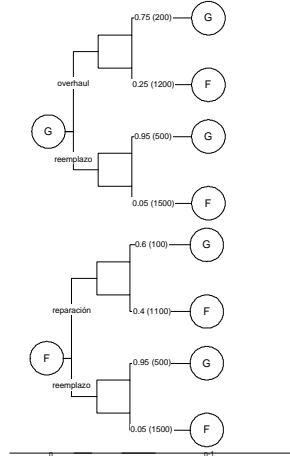 0.75 (200) G
overhaul
0.25 (1200) F
G
0.95 (500) G
reemplazo
0.05 (1500) F
0.6 (100) G
reparación
0.4 (1100) F
F
0.95 (500) G
reemplazo
0.05 (1500) F
n n-1